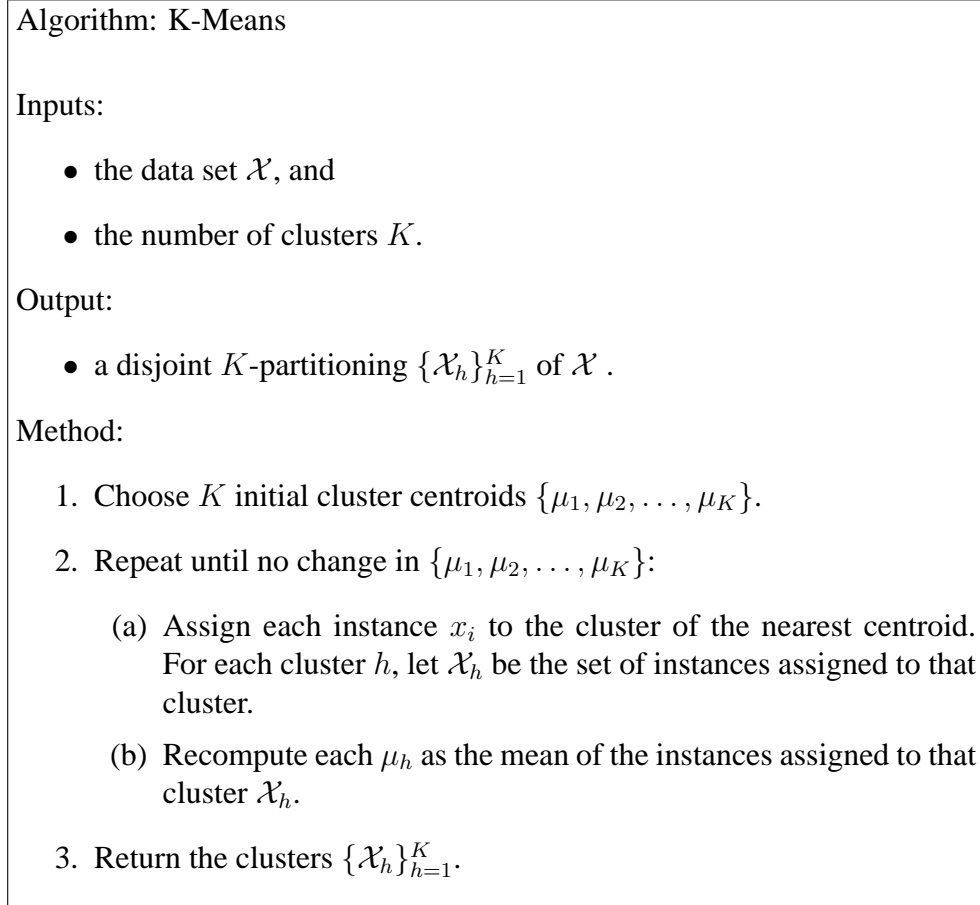 Algorithm: K-Means
Inputs:
• the data set 𝒳, and
• the number of clusters K.
Output:
• a disjoint K-partitioning {𝒳_h}_{h=1}^K of 𝒳 .
Method:
1. Choose K initial cluster centroids {μ_1, μ_2, . . . , μ_K}.
2. Repeat until no change in {μ_1, μ_2, . . . , μ_K}:
(a) Assign each instance x_i to the cluster of the nearest centroid.
For each cluster h, let 𝒳_h be the set of instances assigned to that
cluster.
(b) Recompute each μ_h as the mean of the instances assigned to that
cluster 𝒳_h.
3. Return the clusters {𝒳_h}_{h=1}^K.